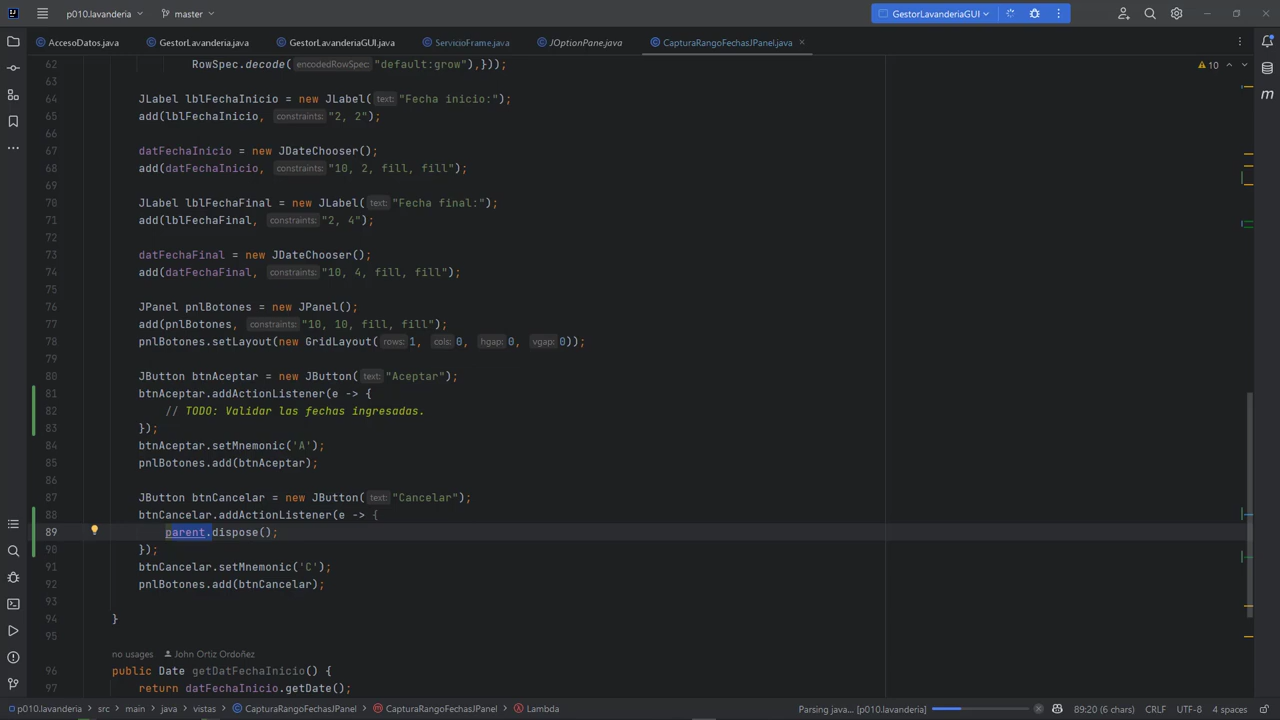 p010.lavanderia
master
GestorLavanderiaGUI
AccesoDatos.java
GestorLavanderia.java
GestorLavanderiaGUI.java
ServicioFrame.java
JOptionPane.java
CapturaRangoFechasJPanel.java
10
62 RowSpec.decode( encodedRowSpec: "default:grow"),}));
63
64 JLabel lblFechaInicio = new JLabel( text: "Fecha inicio:");
65 add(lblFechaInicio, constraints: "2, 2");
66
67 datFechaInicio = new JDateChooser();
68 add(datFechaInicio, constraints: "10, 2, fill, fill");
69
70 JLabel lblFechaFinal = new JLabel( text: "Fecha final:");
71 add(lblFechaFinal, constraints: "2, 4");
72
73 datFechaFinal = new JDateChooser();
74 add(datFechaFinal, constraints: "10, 4, fill, fill");
75
76 JPanel pnlBotones = new JPanel();
77 add(pnlBotones, constraints: "10, 10, fill, fill");
78 pnlBotones.setLayout(new GridLayout( rows: 1, cols: 0, hgap: 0, vgap: 0));
79
80 JButton btnAceptar = new JButton( text: "Aceptar");
81 btnAceptar.addActionListener(e -> {
82 // TODO: Validar las fechas ingresadas.
83 });
84 btnAceptar.setMnemonic('A');
85 pnlBotones.add(btnAceptar);
86
87 JButton btnCancelar = new JButton( text: "Cancelar");
88 btnCancelar.addActionListener(e -> {
89 parent.dispose();
90 });
91 btnCancelar.setMnemonic('C');
92 pnlBotones.add(btnCancelar);
93
94 }
95
no usages John Ortiz Ordoñez
96 public Date getDatFechaInicio() {
97 return datFechaInicio.getDate();
p010.lavanderia > src > main > java > vistas > CapturaRangoFechasJPanel > CapturaRangoFechasJPanel > Lambda
Parsing java... [p010.lavanderia]
89:20 (6 chars) CRLF UTF-8 4 spaces